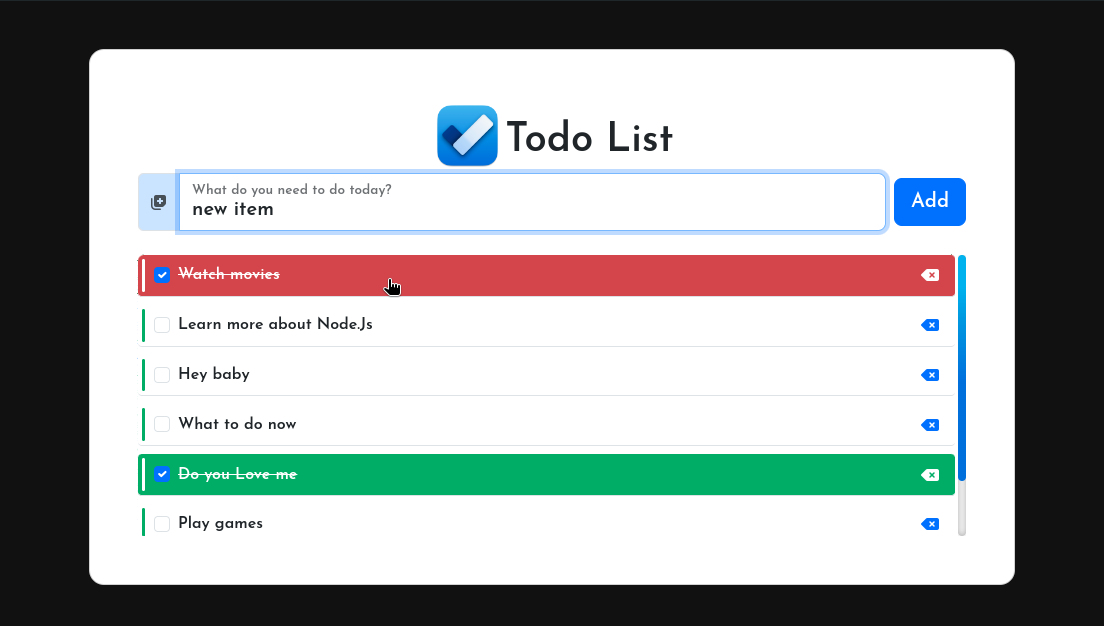 Todo List
What do you need to do today?
new item
Add
Watch movies
Learn more about Node.Js
Hey baby
What to do now
Do you Love me
Play games